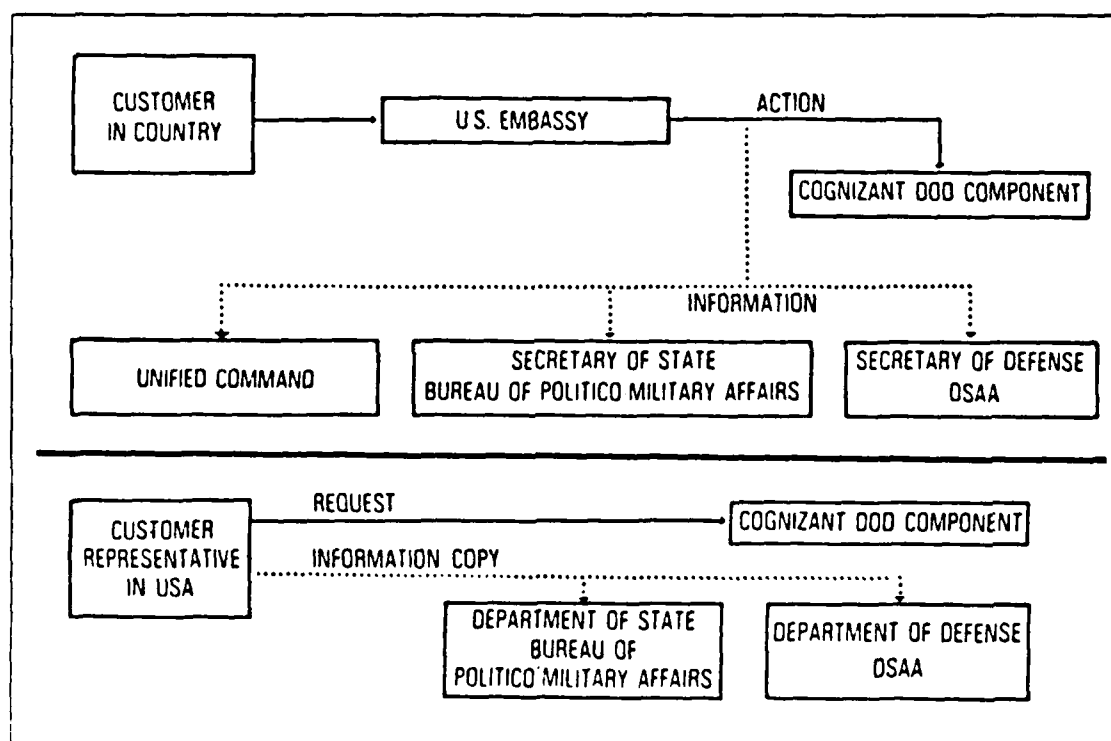 CUSTOMER
IN COUNTRY
U.S. EMBASSY
ACTION
COGNIZANT DOD COMPONENT
INFORMATION
UNIFIED COMMAND
SECRETARY OF STATE
BUREAU OF POLITICO MILITARY AFFAIRS
SECRETARY OF DEFENSE
DSAA
CUSTOMER
REPRESENTATIVE
IN USA
REQUEST
COGNIZANT DOD COMPONENT
INFORMATION COPY
DEPARTMENT OF STATE
BUREAU OF
POLITICO MILITARY AFFAIRS
DEPARTMENT OF DEFENSE
DSAA